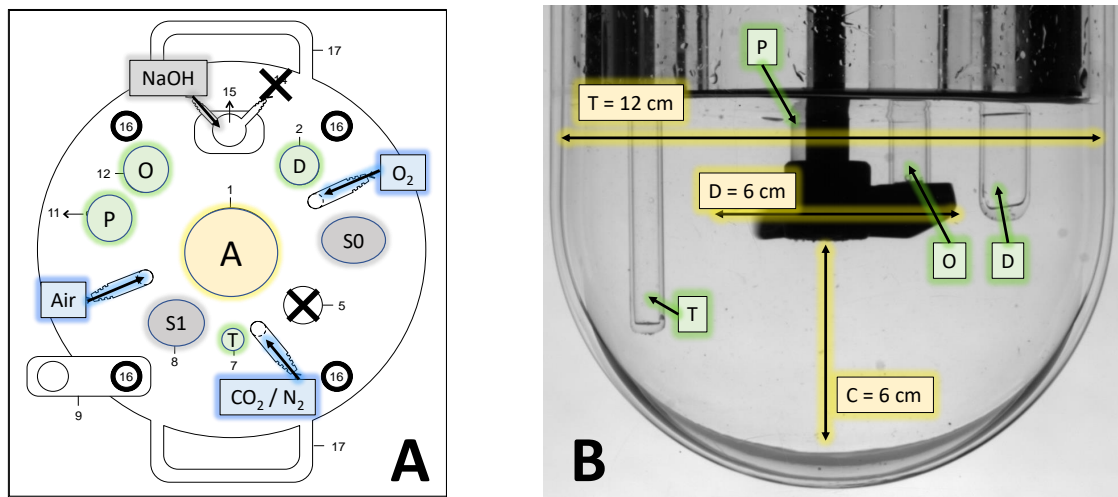 17
NaOH
15
16
16
2
O
12
D
O₂
11
P
1
A
S0
Air
S1
5
T
8
7
16
16
9
CO₂ / N₂
17
A
P
T = 12 cm
D = 6 cm
O
D
T
C = 6 cm
B